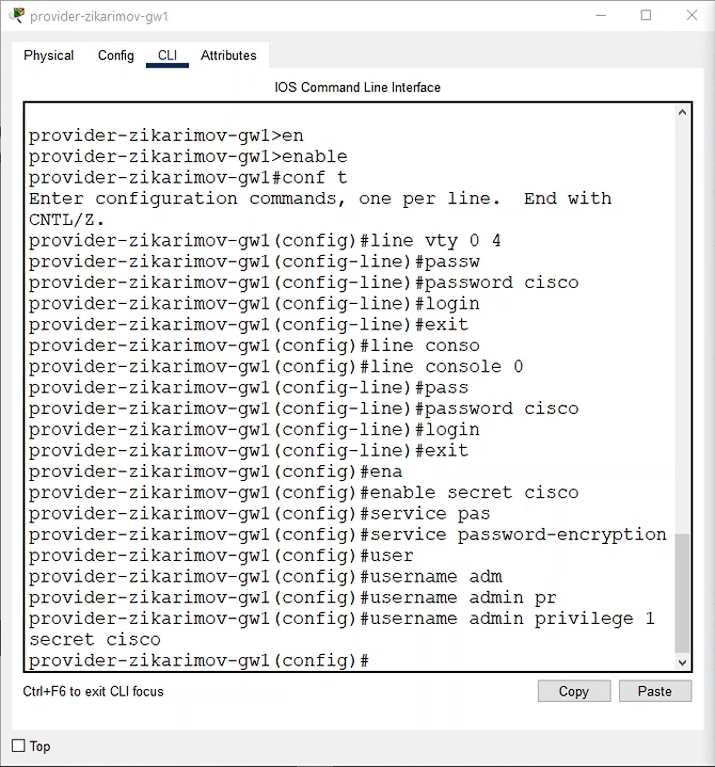 provider-zikarimov-gw1
Physical Config CLI Attributes
IOS Command Line Interface
provider-zikarimov-gw1>en
provider-zikarimov-gw1>enable
provider-zikarimov-gw1#conf t
Enter configuration commands, one per line.  End with
CNTL/Z.
provider-zikarimov-gw1(config)#line vty 0 4
provider-zikarimov-gw1(config-line)#passw
provider-zikarimov-gw1(config-line)#password cisco
provider-zikarimov-gw1(config-line)#login
provider-zikarimov-gw1(config-line)#exit
provider-zikarimov-gw1(config)#line conso
provider-zikarimov-gw1(config)#line console 0
provider-zikarimov-gw1(config-line)#pass
provider-zikarimov-gw1(config-line)#password cisco
provider-zikarimov-gw1(config-line)#login
provider-zikarimov-gw1(config-line)#exit
provider-zikarimov-gw1(config)#ena
provider-zikarimov-gw1(config)#enable secret cisco
provider-zikarimov-gw1(config)#service pas
provider-zikarimov-gw1(config)#service password-encryption
provider-zikarimov-gw1(config)#user
provider-zikarimov-gw1(config)#username adm
provider-zikarimov-gw1(config)#username admin pr
provider-zikarimov-gw1(config)#username admin privilege 1
secret cisco
provider-zikarimov-gw1(config)#
Ctrl+F6 to exit CLI focus Copy Paste
Top